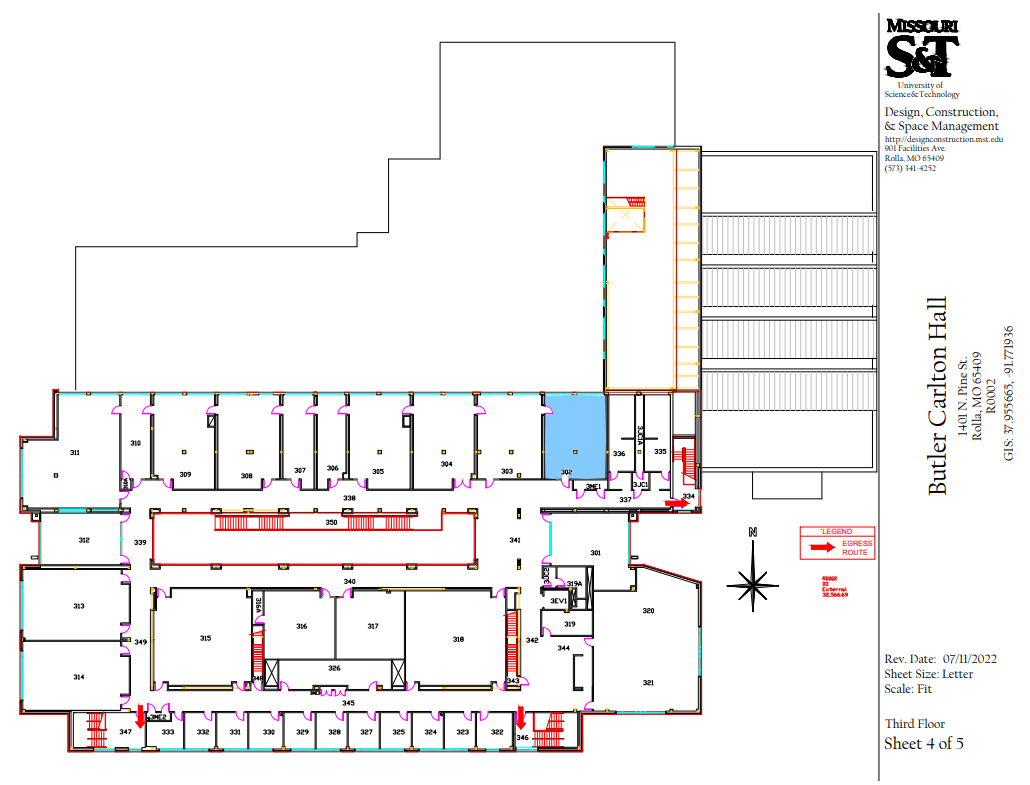 MISSOURI
S&T
University of
Science&Technology
Design, Construction,
& Space Management
http://designconstruction.mst.edu
901 Facilities Ave.
Rolla, MO 65409
(573) 341-4252
Butler Carlton Hall
1401 N. Pine St.
Rolla, MO 65409
R0002
GIS: 37.955665, -91.771936
311
310
309
308
307
306
305
304
303
302
336
3JC1A
335
3ME1
3JC1
337
334
338
350
312
339
341
301
340
3JC2
319A
3EV1
319
313
349
315
306A
316
317
318
342
344
320
314
326
348
343
321
345
3ME2
347
333
332
331
330
329
328
327
325
324
323
322
346
N
'LEGEND
EGRESS
ROUTE
R0002
03
External
32,566.69
Rev. Date: 07/11/2022
Sheet Size: Letter
Scale: Fit
Third Floor
Sheet 4 of 5